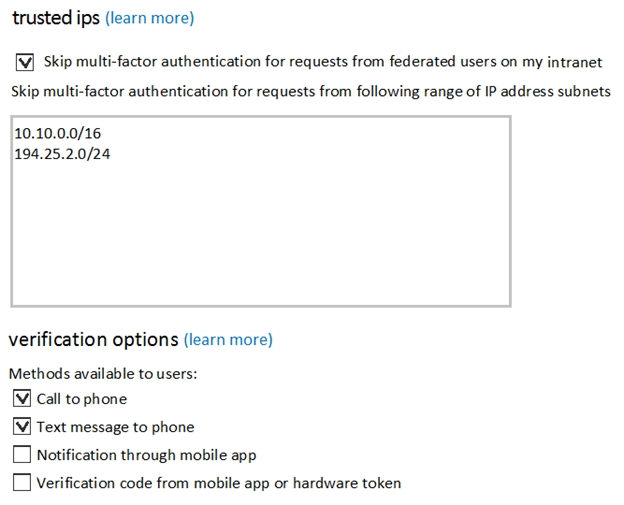 trusted ips (learn more)
Skip multi-factor authentication for requests from federated users on my intranet
Skip multi-factor authentication for requests from following range of IP address subnets
10.10.0.0/16
194.25.2.0/24
verification options (learn more)
Methods available to users:
Call to phone
Text message to phone
Notification through mobile app
Verification code from mobile app or hardware token